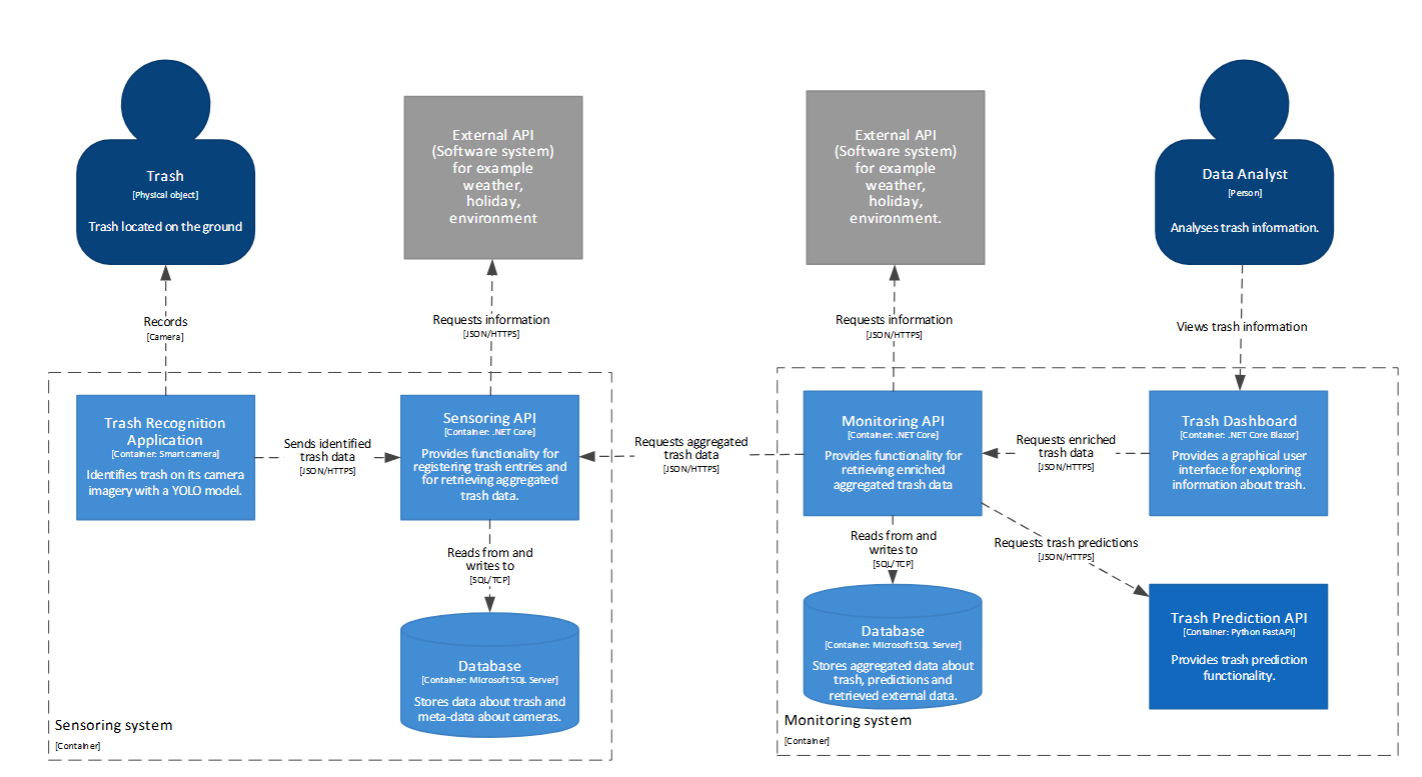 Trash
[Physical object]
Trash located on the ground
External API
(Software system)
for example
weather,
holiday,
environment
External API
(Software system)
for example
weather,
holiday,
environment.
Data Analyst
[Person]
Analyses trash information.
Records
[Camera]
Requests information
[JSON/HTTPS]
Requests information
[JSON/HTTPS]
Views trash information
Trash Recognition
Application
[Container: Smart camera]
Identifies trash on its camera
imagery with a YOLO model.
Sends identified
trash data
[JSON/HTTPS]
Sensoring API
[Container: .NET Core]
Provides functionality for
registering trash entries and
for retrieving aggregated
trash data.
Requests aggregated
trash data
[JSON/HTTPS]
Monitoring API
[Container: .NET Core]
Provides functionality for
retrieving enriched
aggregated trash data
Requests enriched
trash data
[JSON/HTTPS]
Trash Dashboard
[Container: .NET Core Blazor]
Provides a graphical user
interface for exploring
information about trash.
Reads from and
writes to
[SQL/TCP]
Reads from and
writes to
[SQL/TCP]
Requests trash predictions
[JSON/HTTPS]
Database
[Container: Microsoft SQL Server]
Stores data about trash and
meta-data about cameras.
Database
[Container: Microsoft SQL Server]
Stores aggregated data about
trash, predictions and
retrieved external data.
Trash Prediction API
[Container: Python FastAPI]
Provides trash prediction
functionality.
Sensoring system
[Container]
Monitoring system
[Container]